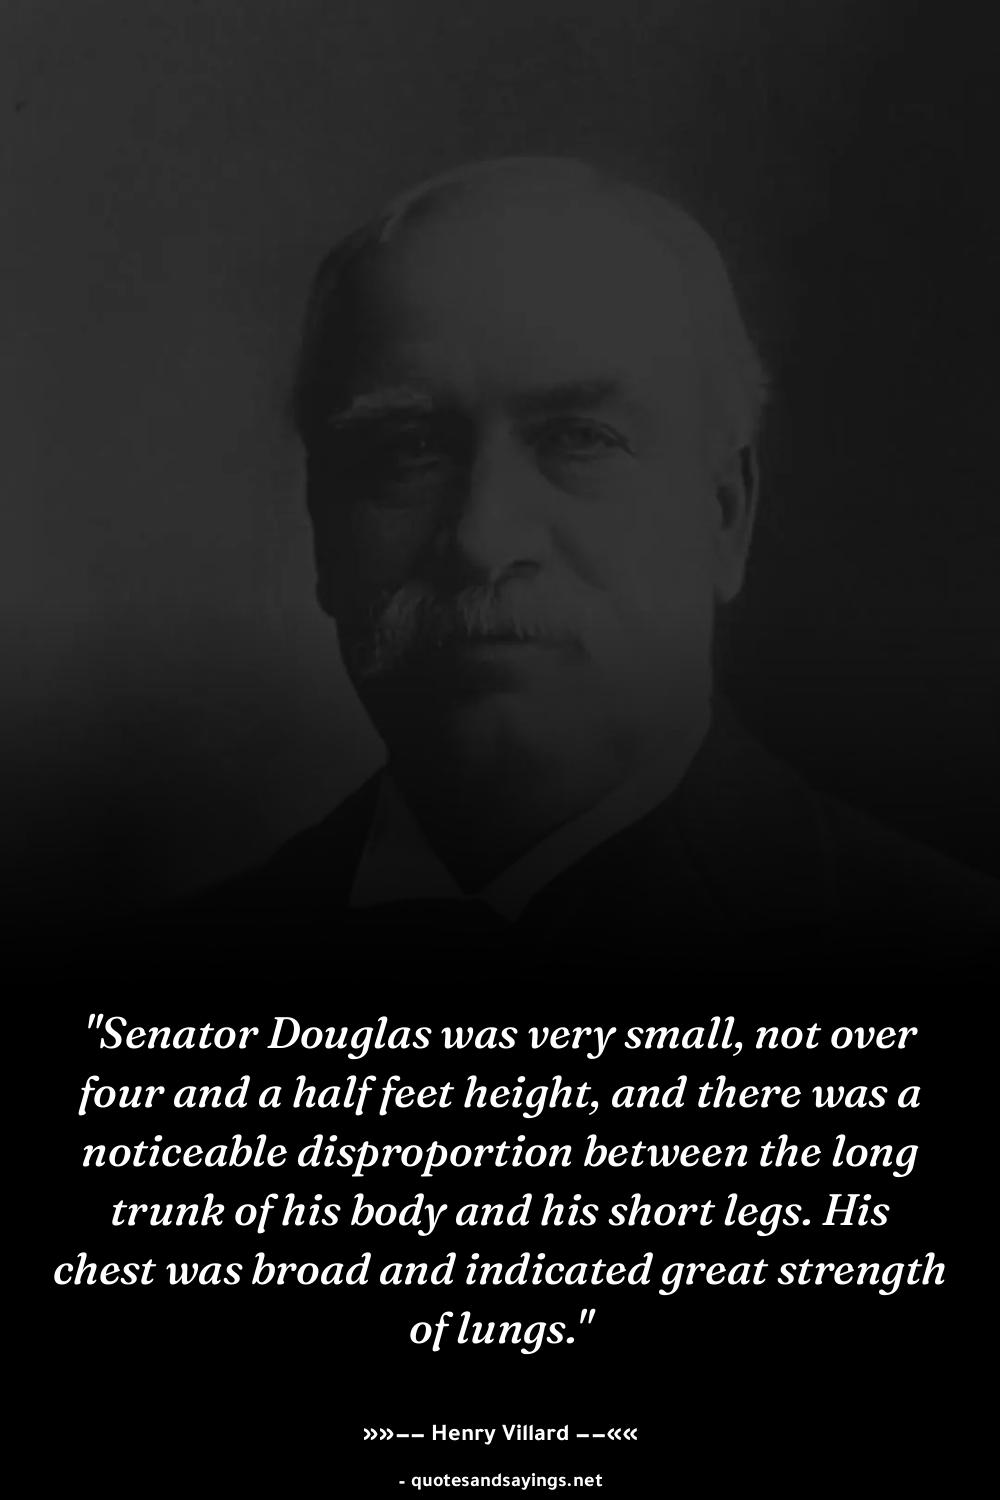 "Senator Douglas was very small, not over
four and a half feet height, and there was a
noticeable disproportion between the long
trunk of his body and his short legs. His
chest was broad and indicated great strength
of lungs."
»»–– Henry Villard ––««
- quotesandsayings.net